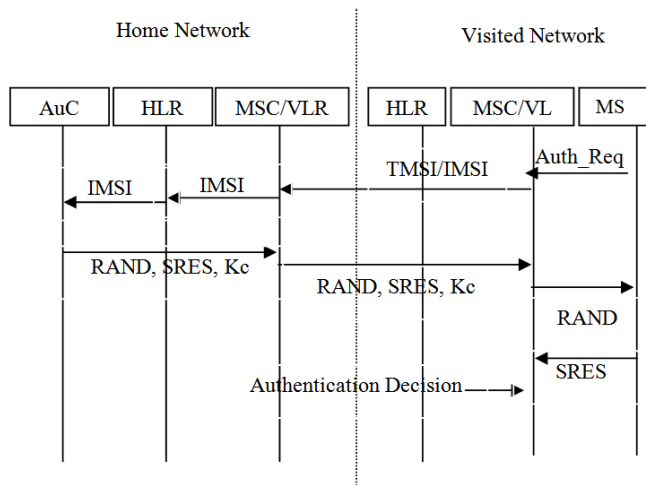 Home Network
Visited Network
AuC
HLR
MSC/VLR
HLR
MSC/VL
MS
Auth_Req
TMSI/IMSI
IMSI
IMSI
RAND, SRES, Kc
RAND, SRES, Kc
RAND
SRES
Authentication Decision